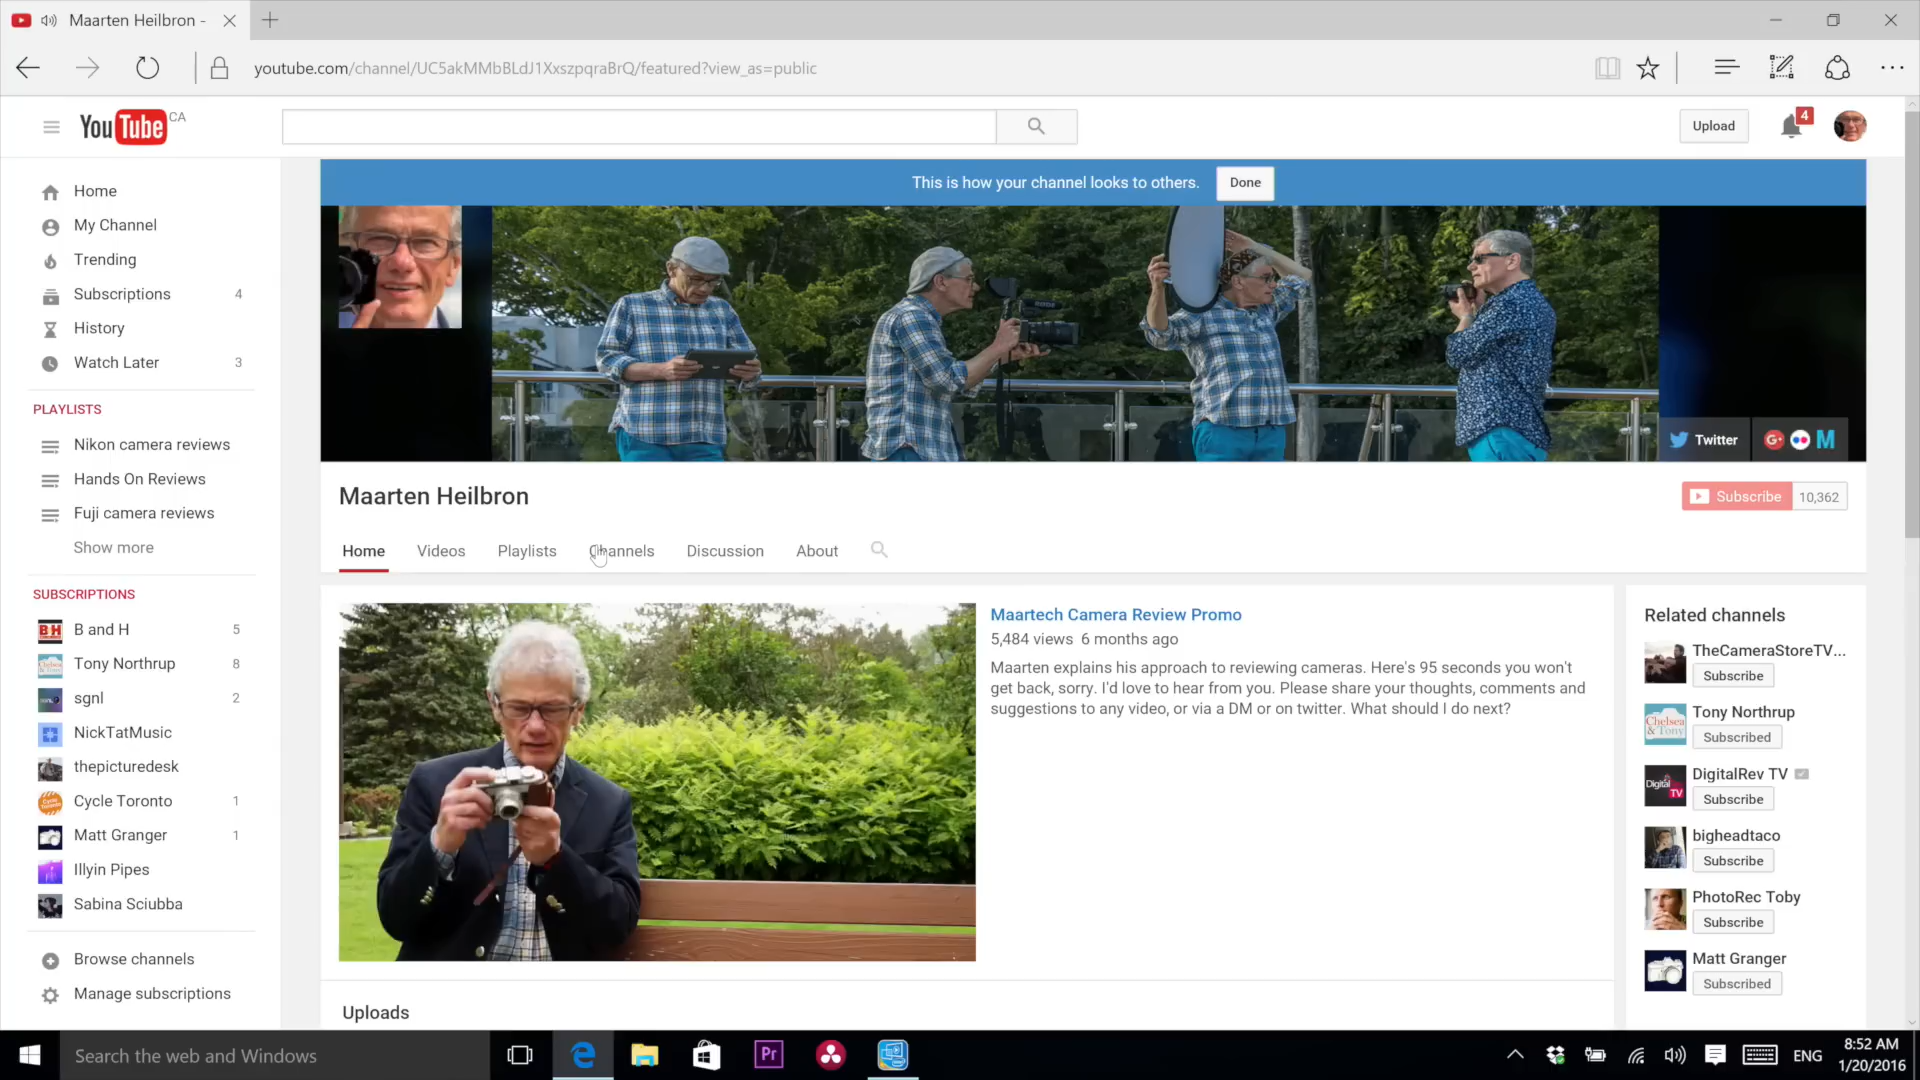 Maarten Heilbron -
youtube.com/channel/UC5akMMbBLdJ1XxszpqraBrQ/featured?view_as=public
YouTube CA
Upload
4
Home
My Channel
Trending
Subscriptions 4
History
Watch Later 3
PLAYLISTS
Nikon camera reviews
Hands On Reviews
Fuji camera reviews
Show more
SUBSCRIPTIONS
B and H 5
Tony Northrup 8
sgnl 2
NickTatMusic
thepicturedesk
Cycle Toronto 1
Matt Granger 1
Illyin Pipes
Sabina Sciubba
Browse channels
Manage subscriptions
This is how your channel looks to others. Done
Twitter
Maarten Heilbron
Subscribe 10,362
Home Videos Playlists Channels Discussion About
Maartech Camera Review Promo
5,484 views 6 months ago
Maarten explains his approach to reviewing cameras. Here's 95 seconds you won't
get back, sorry. I'd love to hear from you. Please share your thoughts, comments and
suggestions to any video, or via a DM or on twitter. What should I do next?
Uploads
Related channels
TheCameraStoreTV...
Subscribe
Chelsea & Tony
Tony Northrup
Subscribed
Digital TV
DigitalRev TV
Subscribe
bigheadtaco
Subscribe
PhotoRec Toby
Subscribe
Matt Granger
Subscribed
Search the web and Windows
Pr
ENG
8:52 AM
1/20/2016